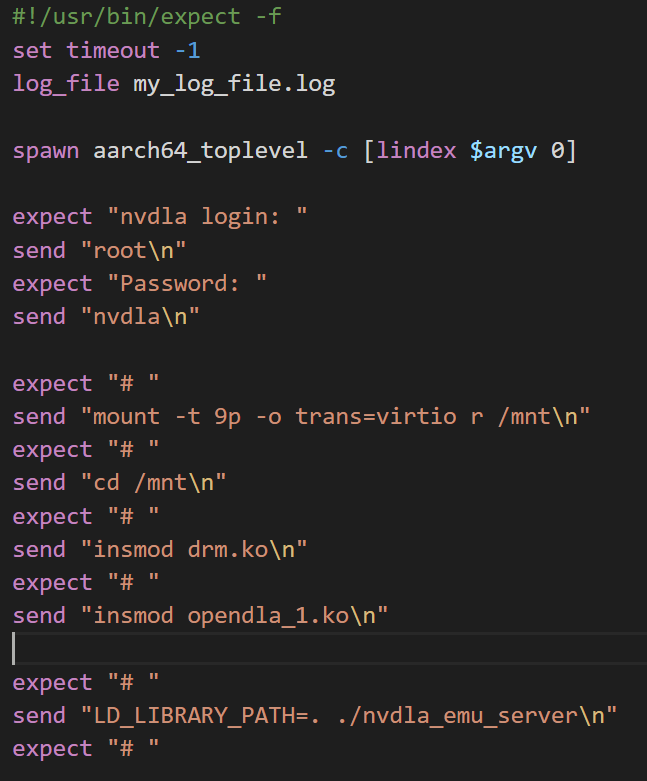 #!/usr/bin/expect -f
set timeout -1
log_file my_log_file.log
spawn aarch64_toplevel -c [lindex $argv 0]
expect "nvdla login: "
send "root\n"
expect "Password: "
send "nvdla\n"
expect "# "
send "mount -t 9p -o trans=virtio r /mnt\n"
expect "# "
send "cd /mnt\n"
expect "# "
send "insmod drm.ko\n"
expect "# "
send "insmod opendla_1.ko\n"
expect "# "
send "LD_LIBRARY_PATH=. ./nvdla_emu_server\n"
expect "# "